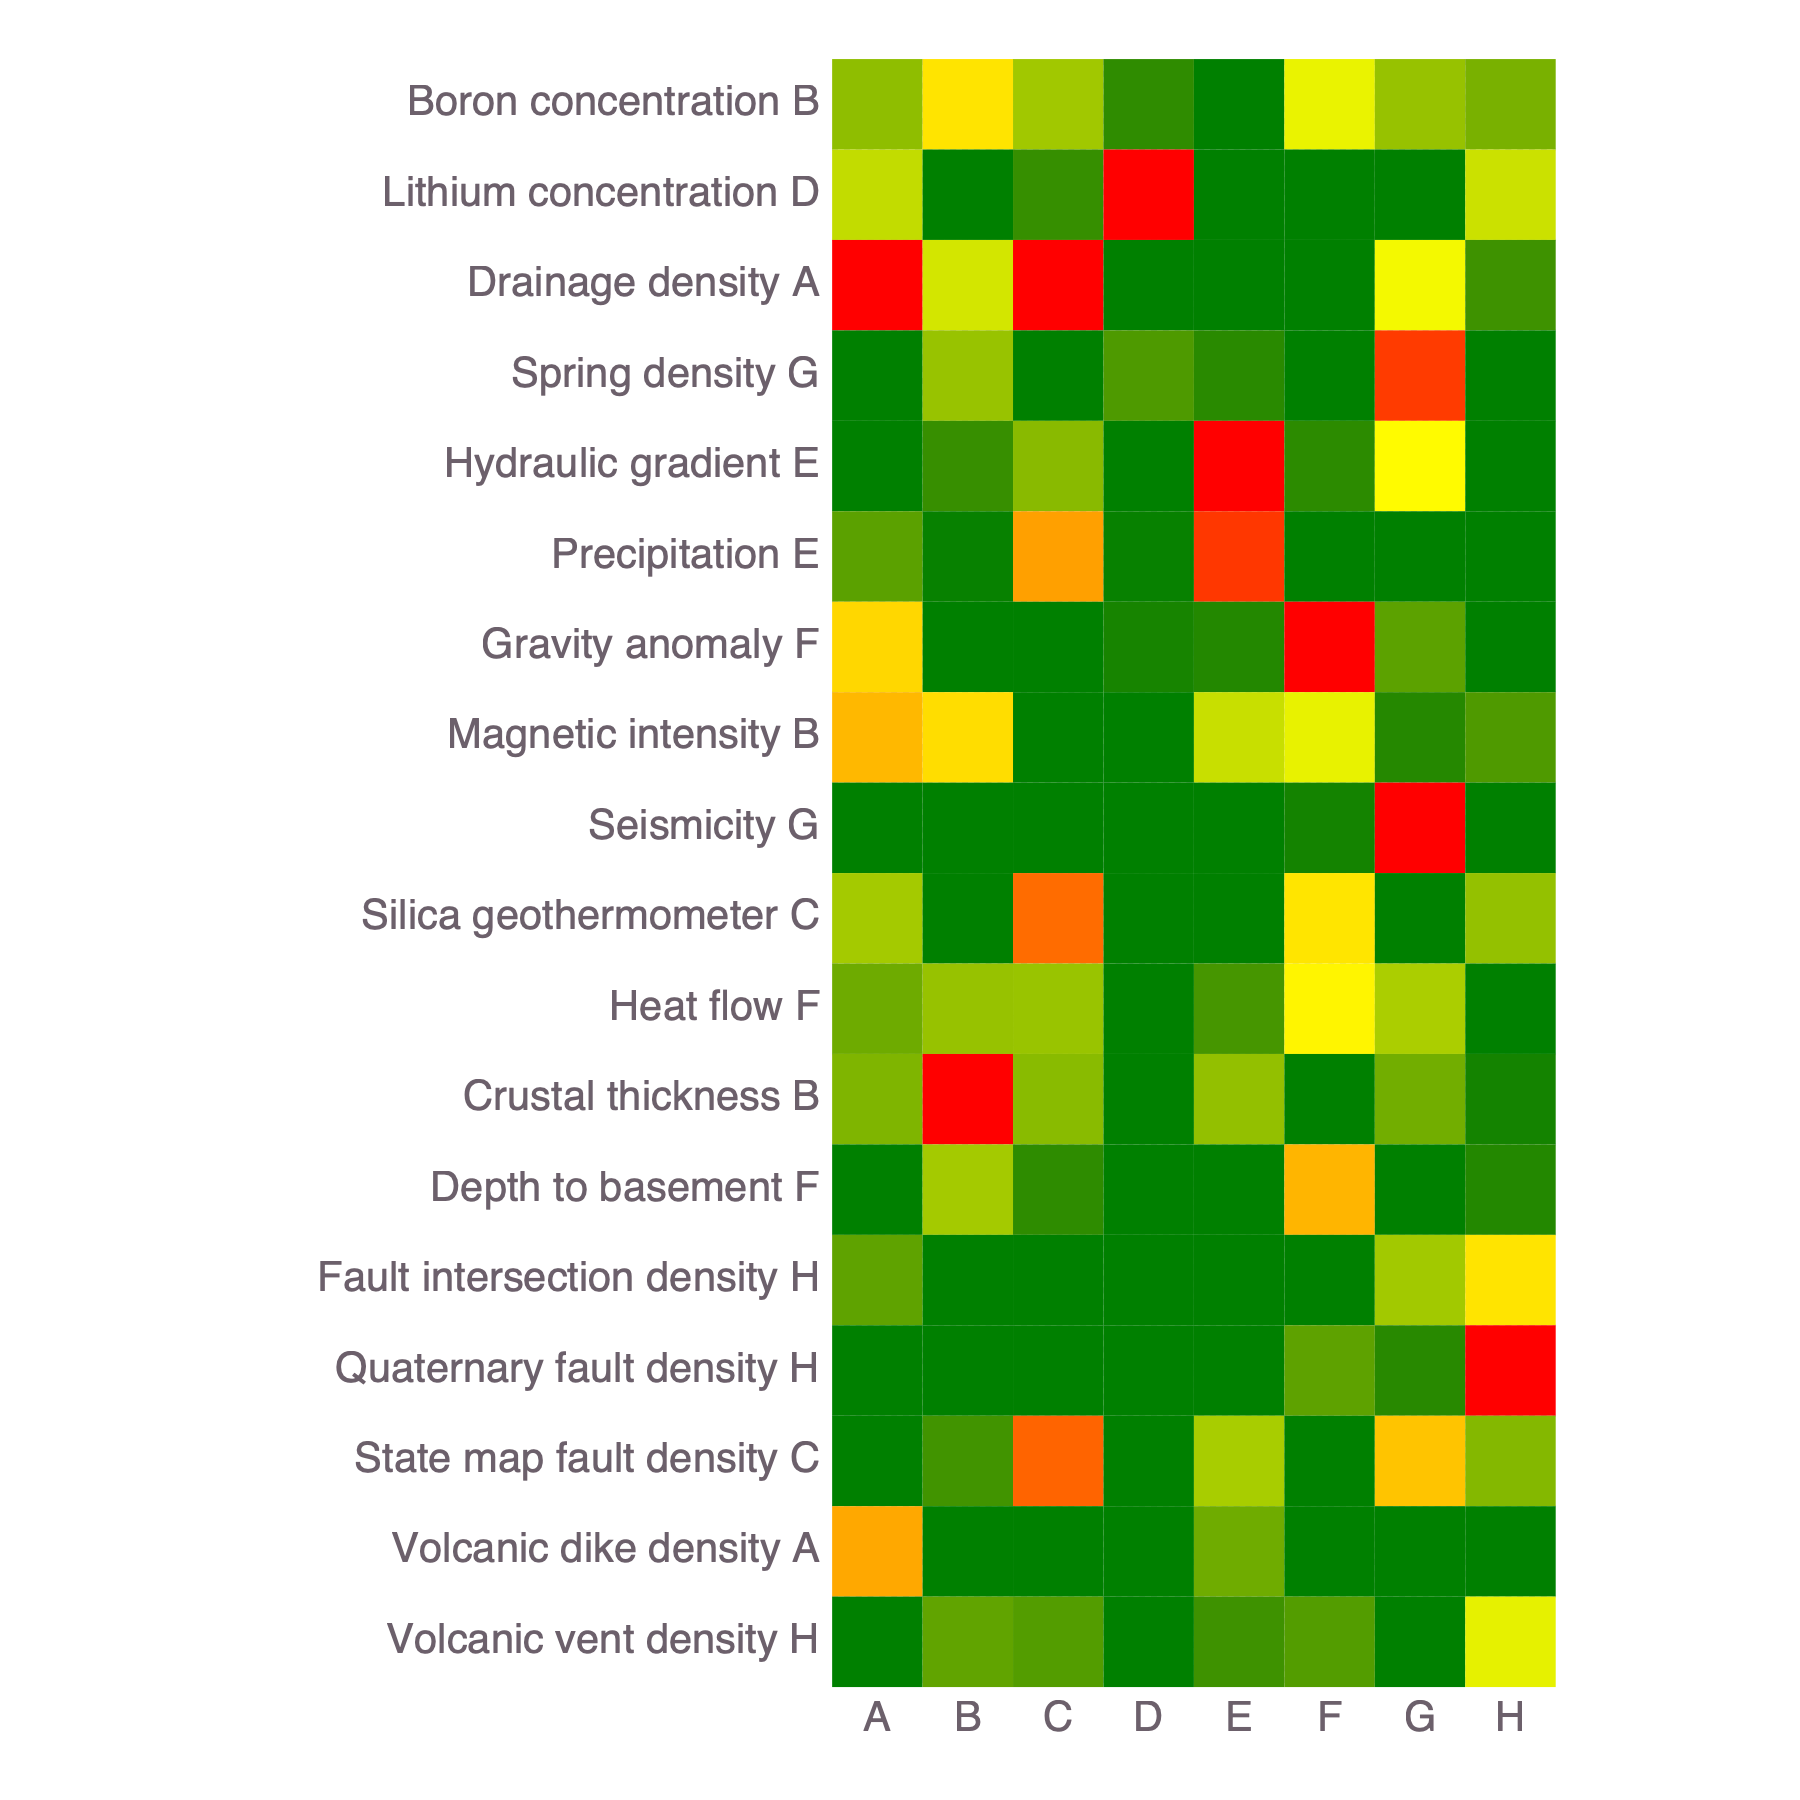 Boron concentration B
Lithium concentration D
Drainage density A
Spring density G
Hydraulic gradient E
Precipitation E
Gravity anomaly F
Magnetic intensity B
Seismicity G
Silica geothermometer C
Heat flow F
Crustal thickness B
Depth to basement F
Fault intersection density H
Quaternary fault density H
State map fault density C
Volcanic dike density A
Volcanic vent density H
A B C D E F G H